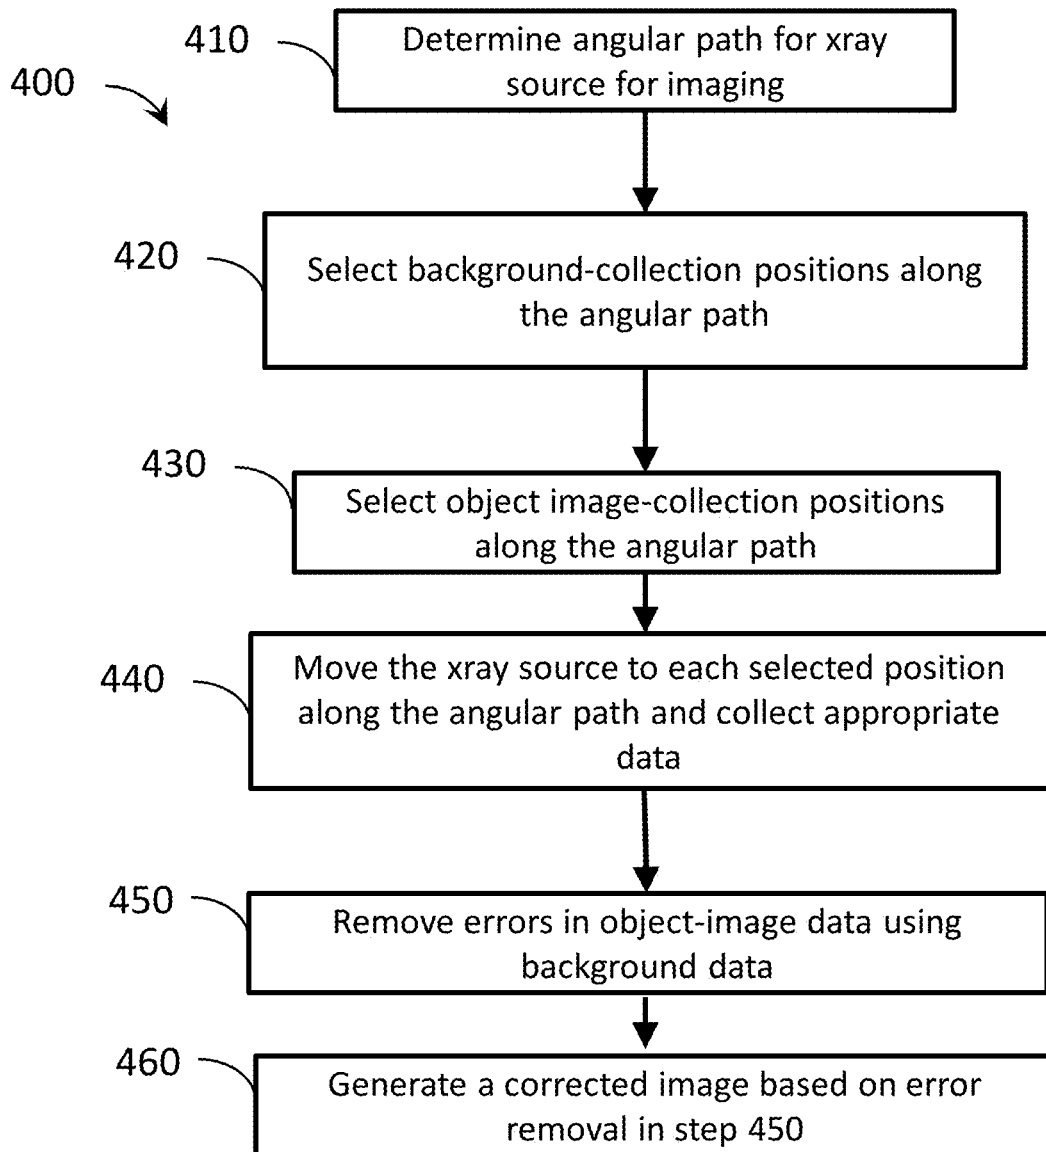 400
410
Determine angular path for xray
source for imaging
420
Select background-collection positions along
the angular path
430
Select object image-collection positions
along the angular path
440
Move the xray source to each selected position
along the angular path and collect appropriate
data
450
Remove errors in object-image data using
background data
460
Generate a corrected image based on error
removal in step 450